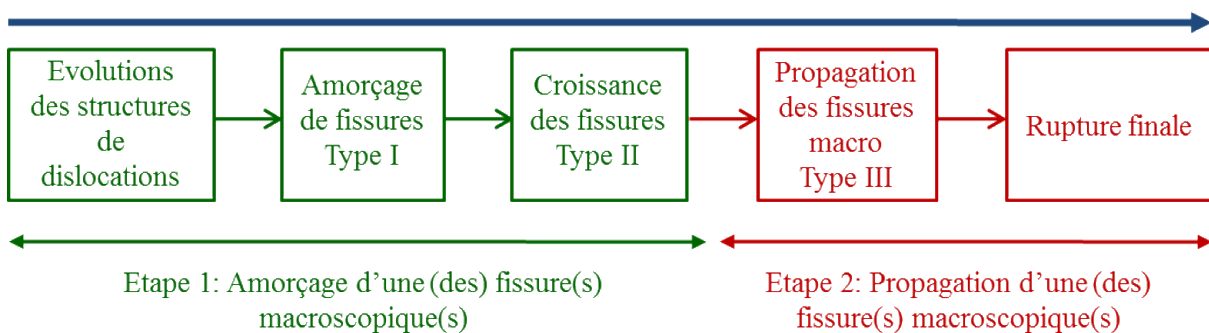 Evolutions
des structures
de
dislocations
Amorçage
de fissures
Type I
Croissance
des fissures
Type II
Propagation
des fissures
macro
Type III
Rupture finale
Etape 1: Amorçage d’une (des) fissure(s)
macroscopique(s)
Etape 2: Propagation d’une (des)
fissure(s) macroscopique(s)